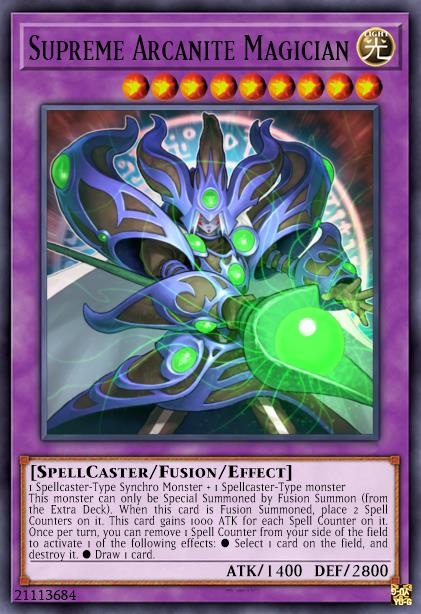 SUPREME ARCANITE MAGICIAN
LIGHT
光
[SPELLCASTER/FUSION/EFFECT]
1 Spellcaster-Type Synchro Monster + 1 Spellcaster-Type monster
This monster can only be Special Summoned by Fusion Summon (from
the Extra Deck). When this card is Fusion Summoned, place 2 Spell
Counters on it. This card gains 1000 ATK for each Spell Counter on it.
Once per turn, you can remove 1 Spell Counter from your side of the field
to activate 1 of the following effects: ● Select 1 card on the field, and
destroy it. ● Draw 1 card.
ATK/1400 DEF/2800
21113684